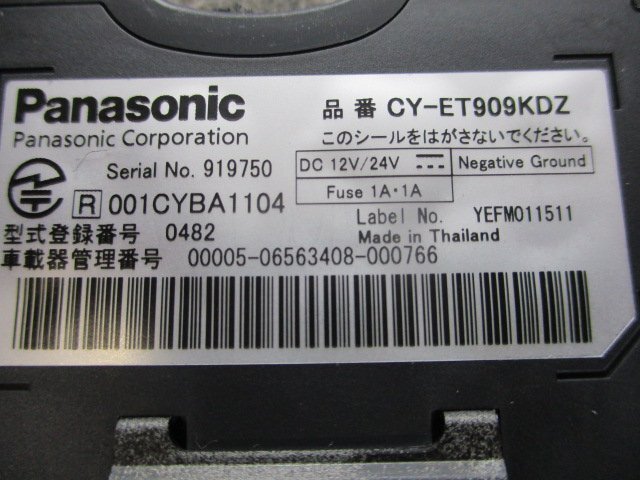 Panasonic
品番 CY-ET909KDZ
Panasonic Corporation
このシールをはがさないでください。
Serial No. 919750
DC 12V/24V
Negative Ground
Fuse 1A・1A
R 001CYBA1104
Label No. YEFM011511
型式登録番号 0482
Made in Thailand
車載器管理番号 00005-06563408-000766